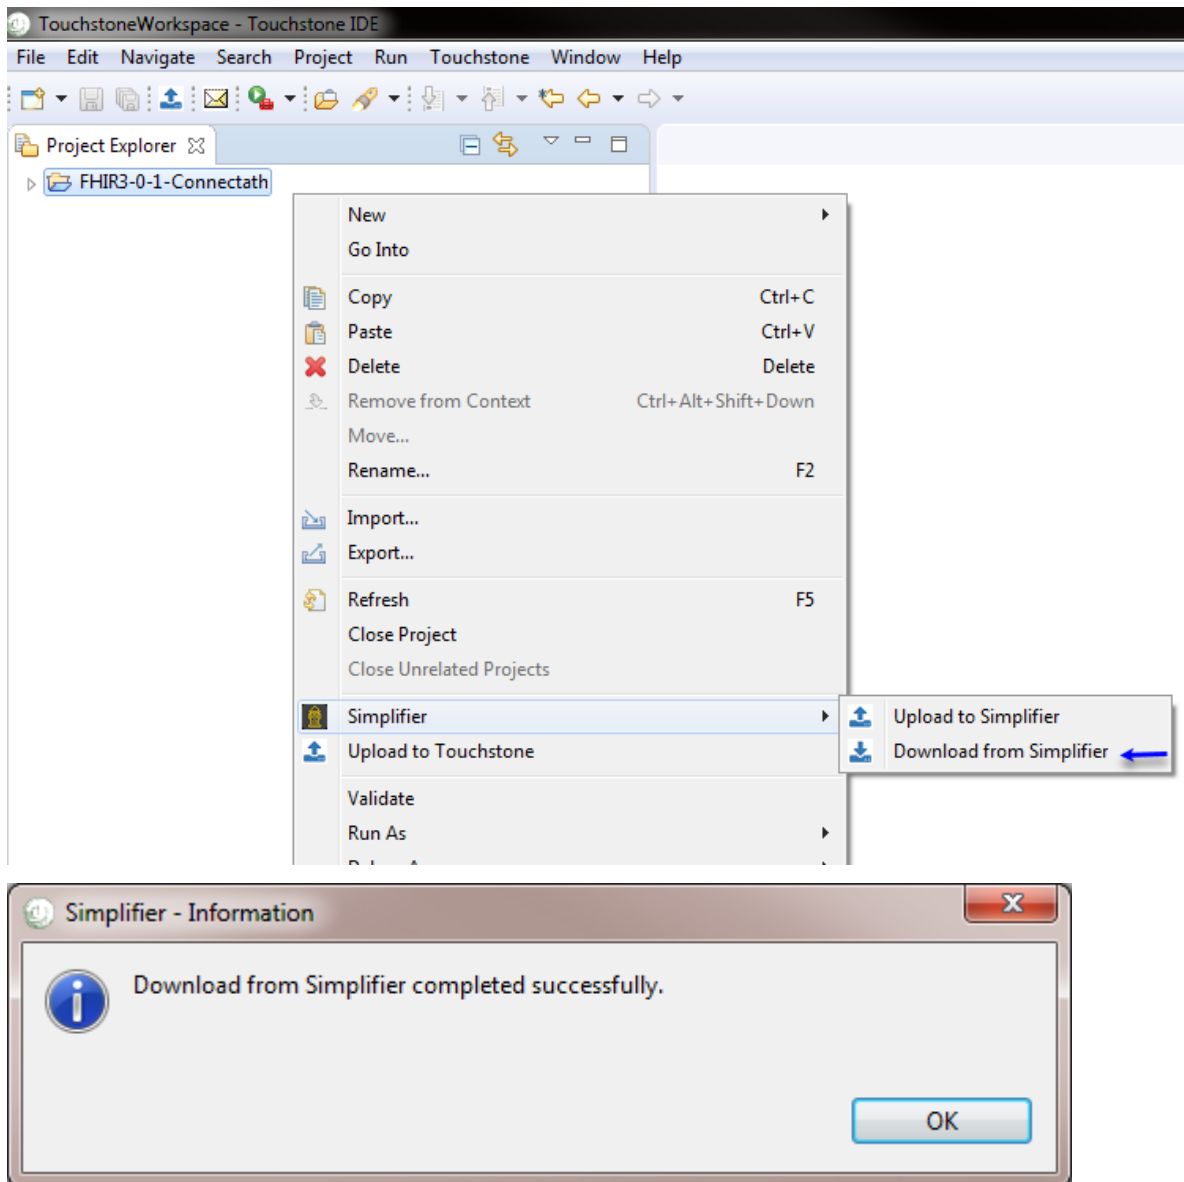 TouchstoneWorkspace - Touchstone IDE
File Edit Navigate Search Project Run Touchstone Window Help
Project Explorer
FHIR3-0-1-Connectath
New
Go Into
Copy Ctrl+C
Paste Ctrl+V
Delete Delete
Remove from Context Ctrl+Alt+Shift+Down
Move...
Rename... F2
Import...
Export...
Refresh F5
Close Project
Close Unrelated Projects
Simplifier
Upload to Simplifier
Upload to Touchstone
Download from Simplifier
Validate
Run As
Simplifier - Information
Download from Simplifier completed successfully.
OK